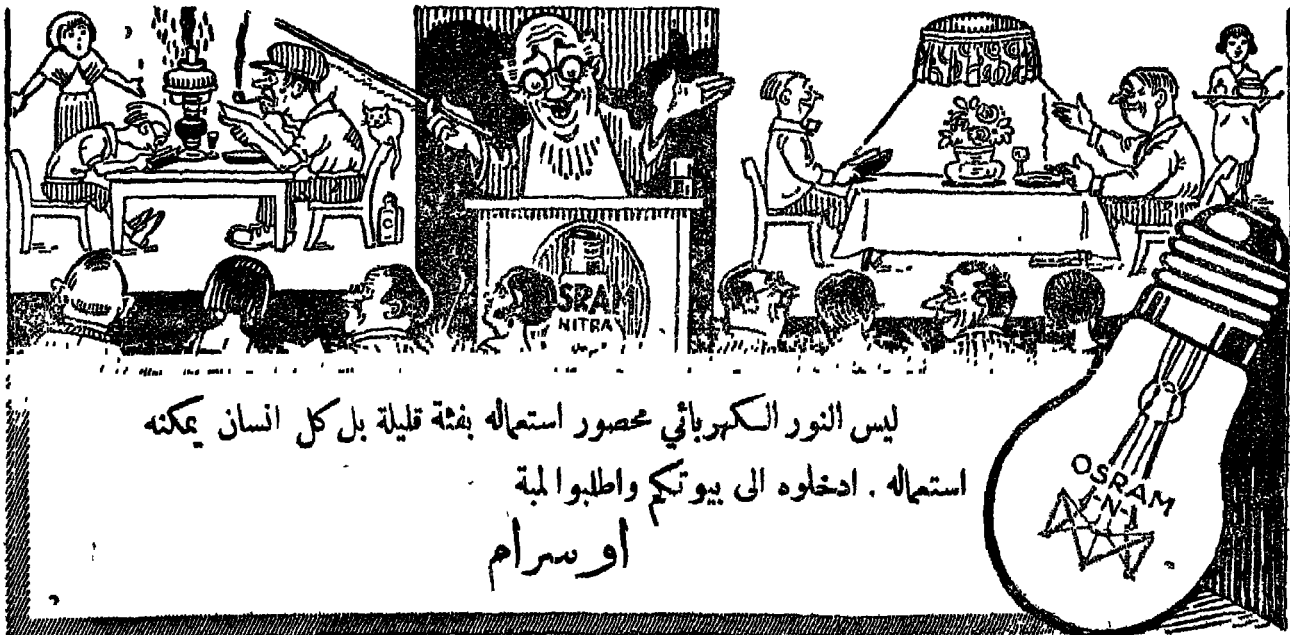 OSRAM
NITRA
ليس النور الكهربائي محصور استعماله بفئة قليلة بل كل انسان يمكنه
استعماله . ادخلوه الى بيوتكم واطلبوا لمبة
اوسرام
OSRAM
-N-